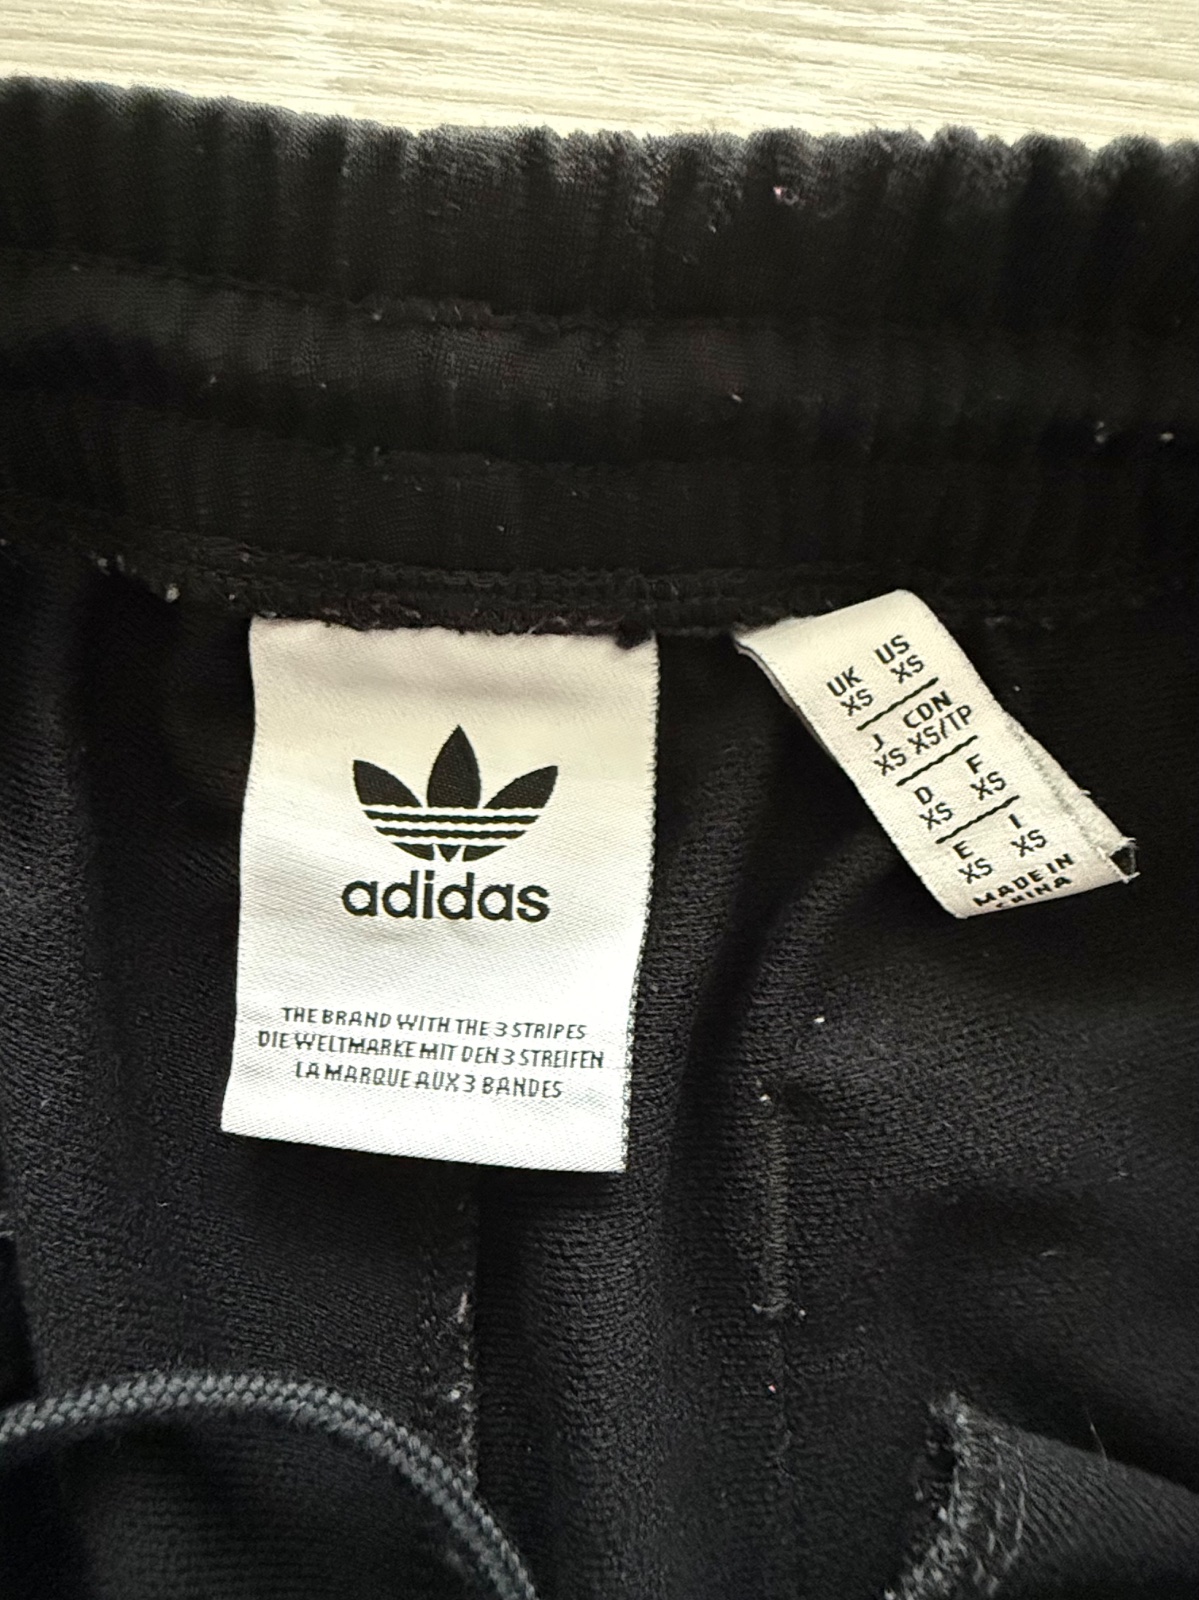 adidas
THE BRAND WITH THE 3 STRIPES
DIE WELTMARKE MIT DEN 3 STREIFEN
LA MARQUE AUX 3 BANDES
UK US
XS XS
J CDN
XS XS/TP
D F
XS XS
E I
XS XS
MADE IN
CHINA